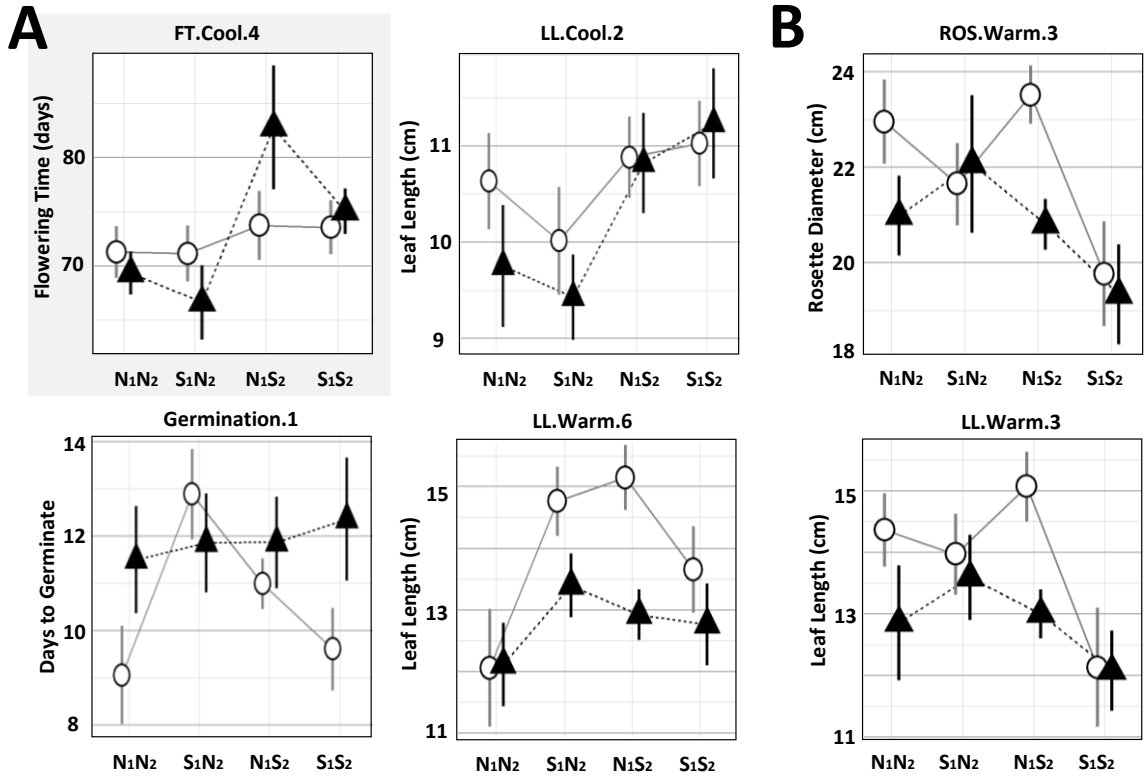 A
B
FT.Cool.4
Flowering Time (days)
80
70
N₁N₂ S₁N₂ N₁S₂ S₁S₂
LL.Cool.2
Leaf Length (cm)
11
10
9
N₁N₂ S₁N₂ N₁S₂ S₁S₂
ROS.Warm.3
Rosette Diameter (cm)
24
22
20
18
N₁N₂ S₁N₂ N₁S₂ S₁S₂
Germination.1
Days to Germinate
14
12
10
8
N₁N₂ S₁N₂ N₁S₂ S₁S₂
LL.Warm.6
Leaf Length (cm)
15
13
11
N₁N₂ S₁N₂ N₁S₂ S₁S₂
LL.Warm.3
Leaf Length (cm)
15
13
11
N₁N₂ S₁N₂ N₁S₂ S₁S₂